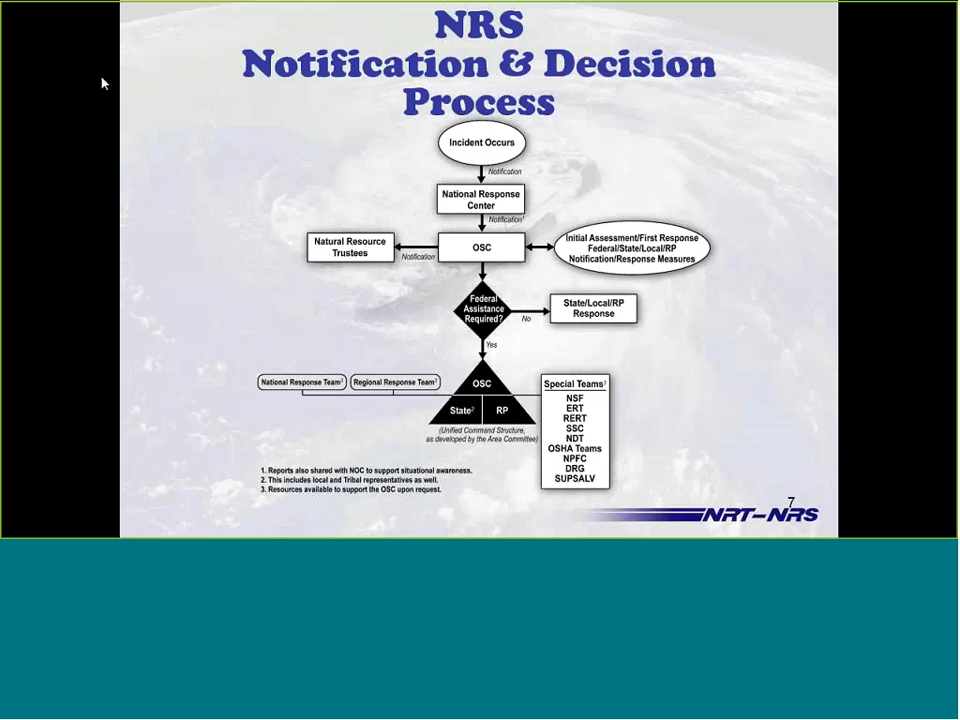 NRS
Notification & Decision
Process
Incident Occurs
Notification
National Response
Center
Notification¹
Natural Resource
Trustees
Notification
OSC
Initial Assessment/First Response
Federal/State/Local/RP
Notification/Response Measures
Federal
Assistance
Required?
No
State/Local/RP
Response
Yes
National Response Team³
Regional Response Team³
OSC
State²
RP
(Unified Command Structure,
as developed by the Area Committee)
Special Teams³
NSF
ERT
RERT
SSC
NDT
OSHA Teams
NPFC
DRG
SUPSALV
1. Reports also shared with NOC to support situational awareness.
2. This includes local and Tribal representatives as well.
3. Resources available to support the OSC upon request.
7
NRT-NRS